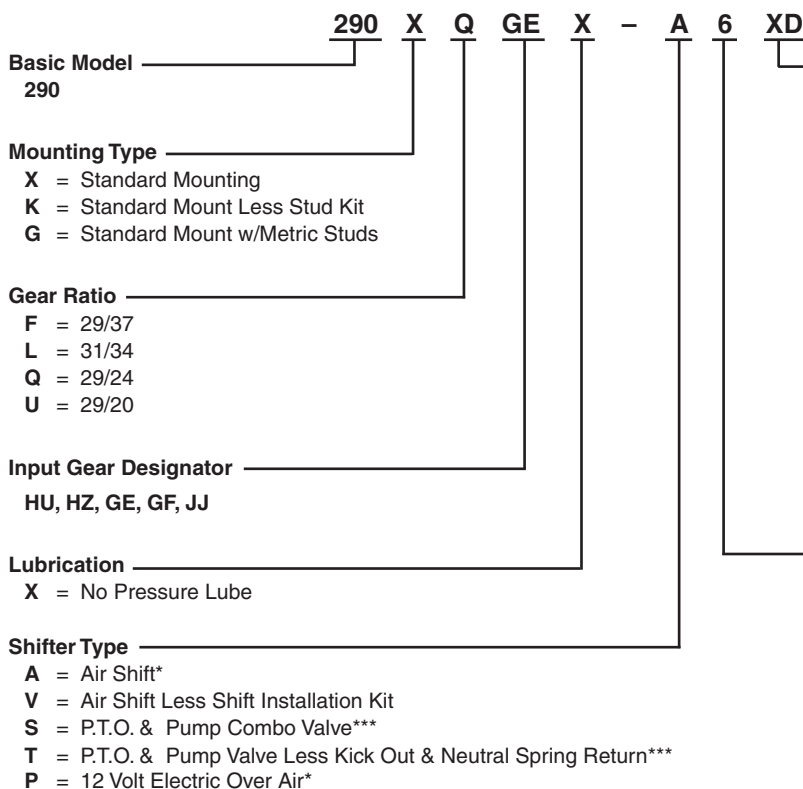 290 X Q GE X – A 6 XD
Basic Model
290
Mounting Type
X = Standard Mounting
K = Standard Mount Less Stud Kit
G = Standard Mount w/Metric Studs
Gear Ratio
F = 29/37
L = 31/34
Q = 29/24
U = 29/20
Input Gear Designator
HU, HZ, GE, GF, JJ
Lubrication
X = No Pressure Lube
Shifter Type
A = Air Shift*
V = Air Shift Less Shift Installation Kit
S = P.T.O. & Pump Combo Valve***
T = P.T.O. & Pump Valve Less Kick Out & Neutral Spring Return***
P = 12 Volt Electric Over Air*